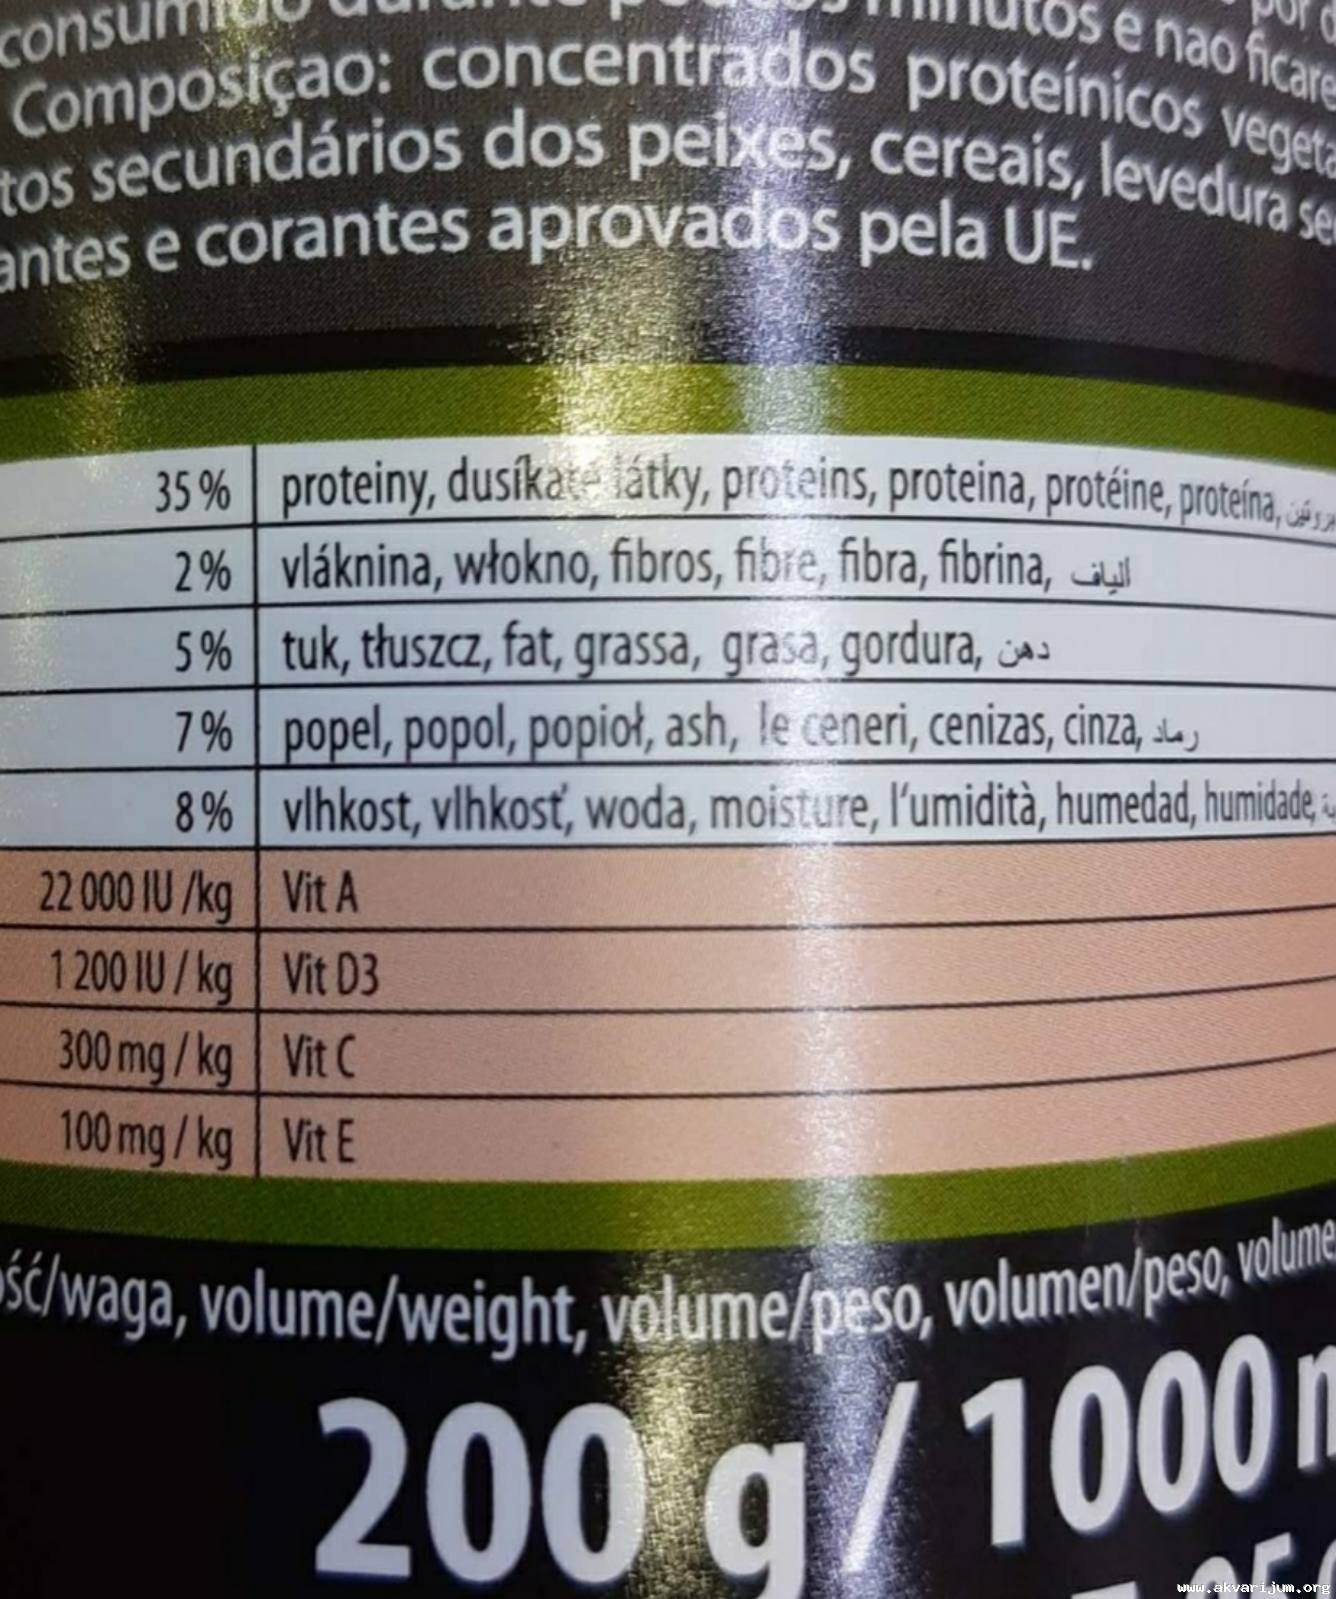 consumido durante poucos minutos e nao ficare
Composiçao: concentrados proteínicos vegeta
tos secundários dos peixes, cereais, levedura se
antes e corantes aprovados pela UE.
35 % proteiny, dusíkaté látky, proteins, proteina, protéine, proteína, بروتين
2 % vláknina, włokno, fibros, fibre, fibra, fibrina, ألياف
5 % tuk, tłuszcz, fat, grassa, grasa, gordura, دهن
7 % popel, popol, popioł, ash, le ceneri, cenizas, cinza, رماد
8 % vlhkost, vlhkosť, woda, moisture, l‘umidità, humedad, humidade,
22 000 IU /kg Vit A
1 200 IU / kg Vit D3
300 mg / kg Vit C
100 mg / kg Vit E
ść/waga, volume/weight, volume/peso, volumen/peso, volume
200 g / 1000 m
www.akvarijum.org